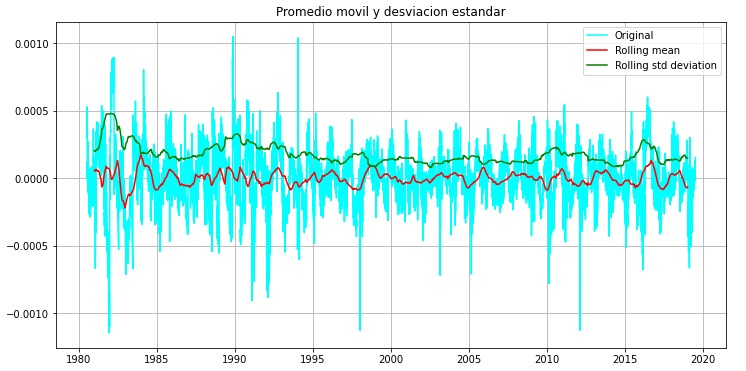 Promedio movil y desviacion estandar
Original
Rolling mean
Rolling std deviation
0.0010
0.0005
0.0000
−0.0005
−0.0010
1980 1985 1990 1995 2000 2005 2010 2015 2020